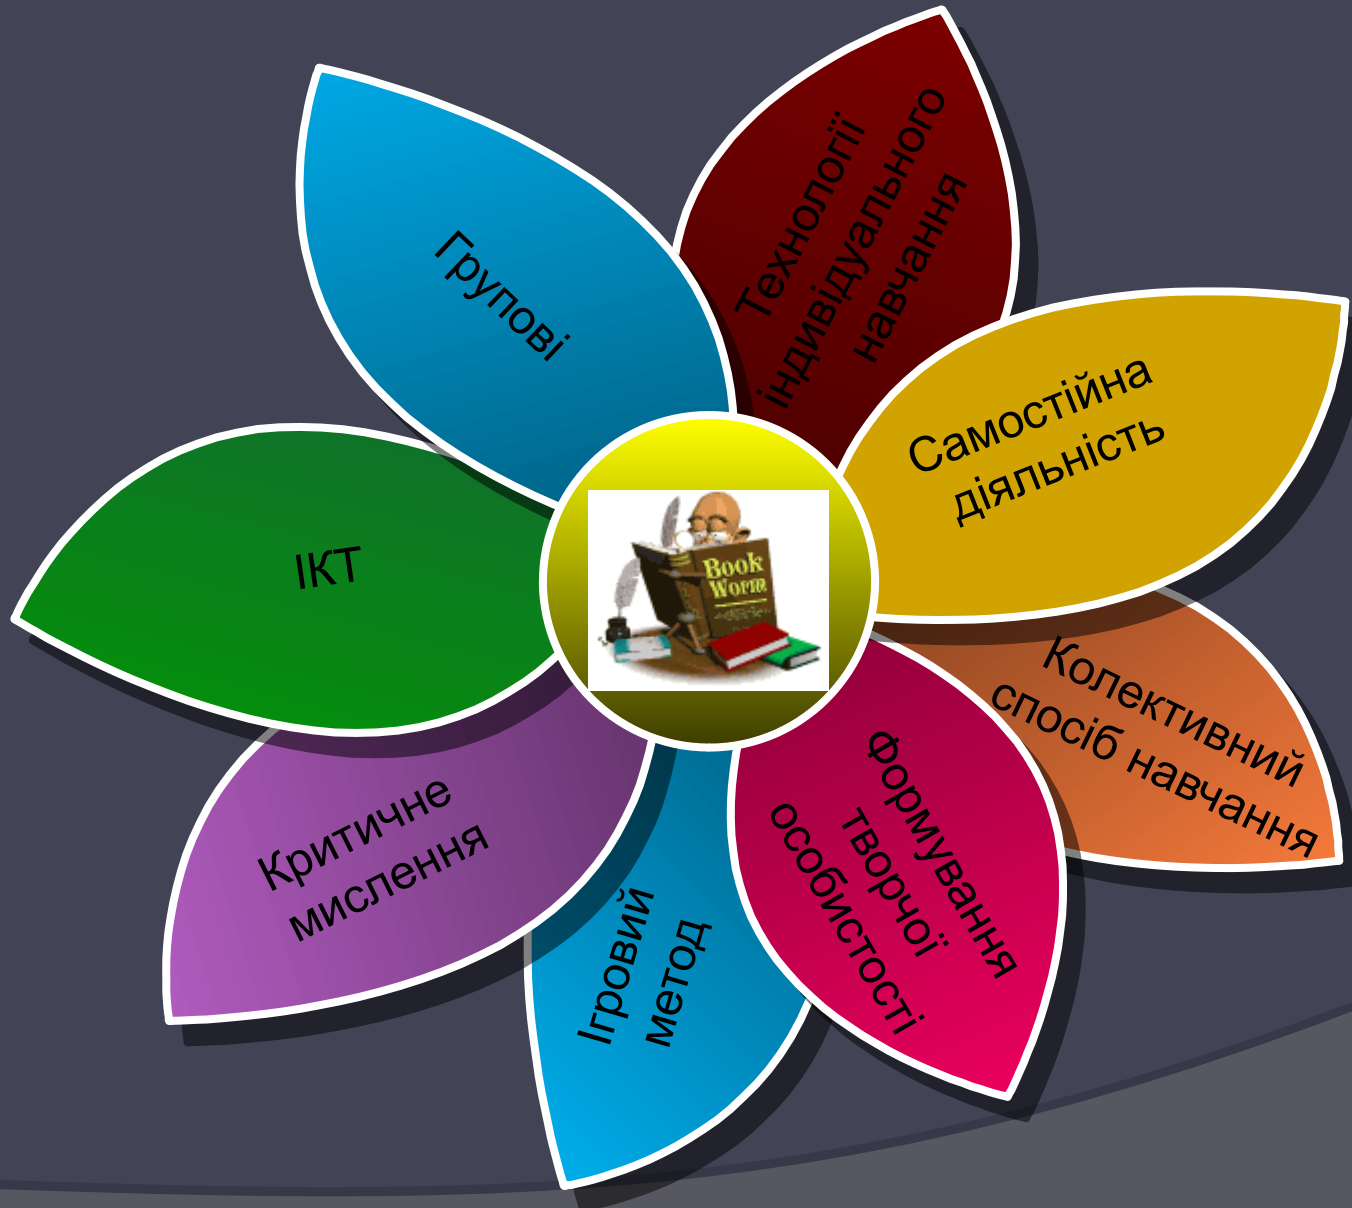 Групові
Технології
індивідуального
навчання
Самостійна
діяльність
Колективний
спосіб навчання
Формування
творчої
особистості
Ігровий
метод
Критичне
мислення
ІКТ
Book
Worm